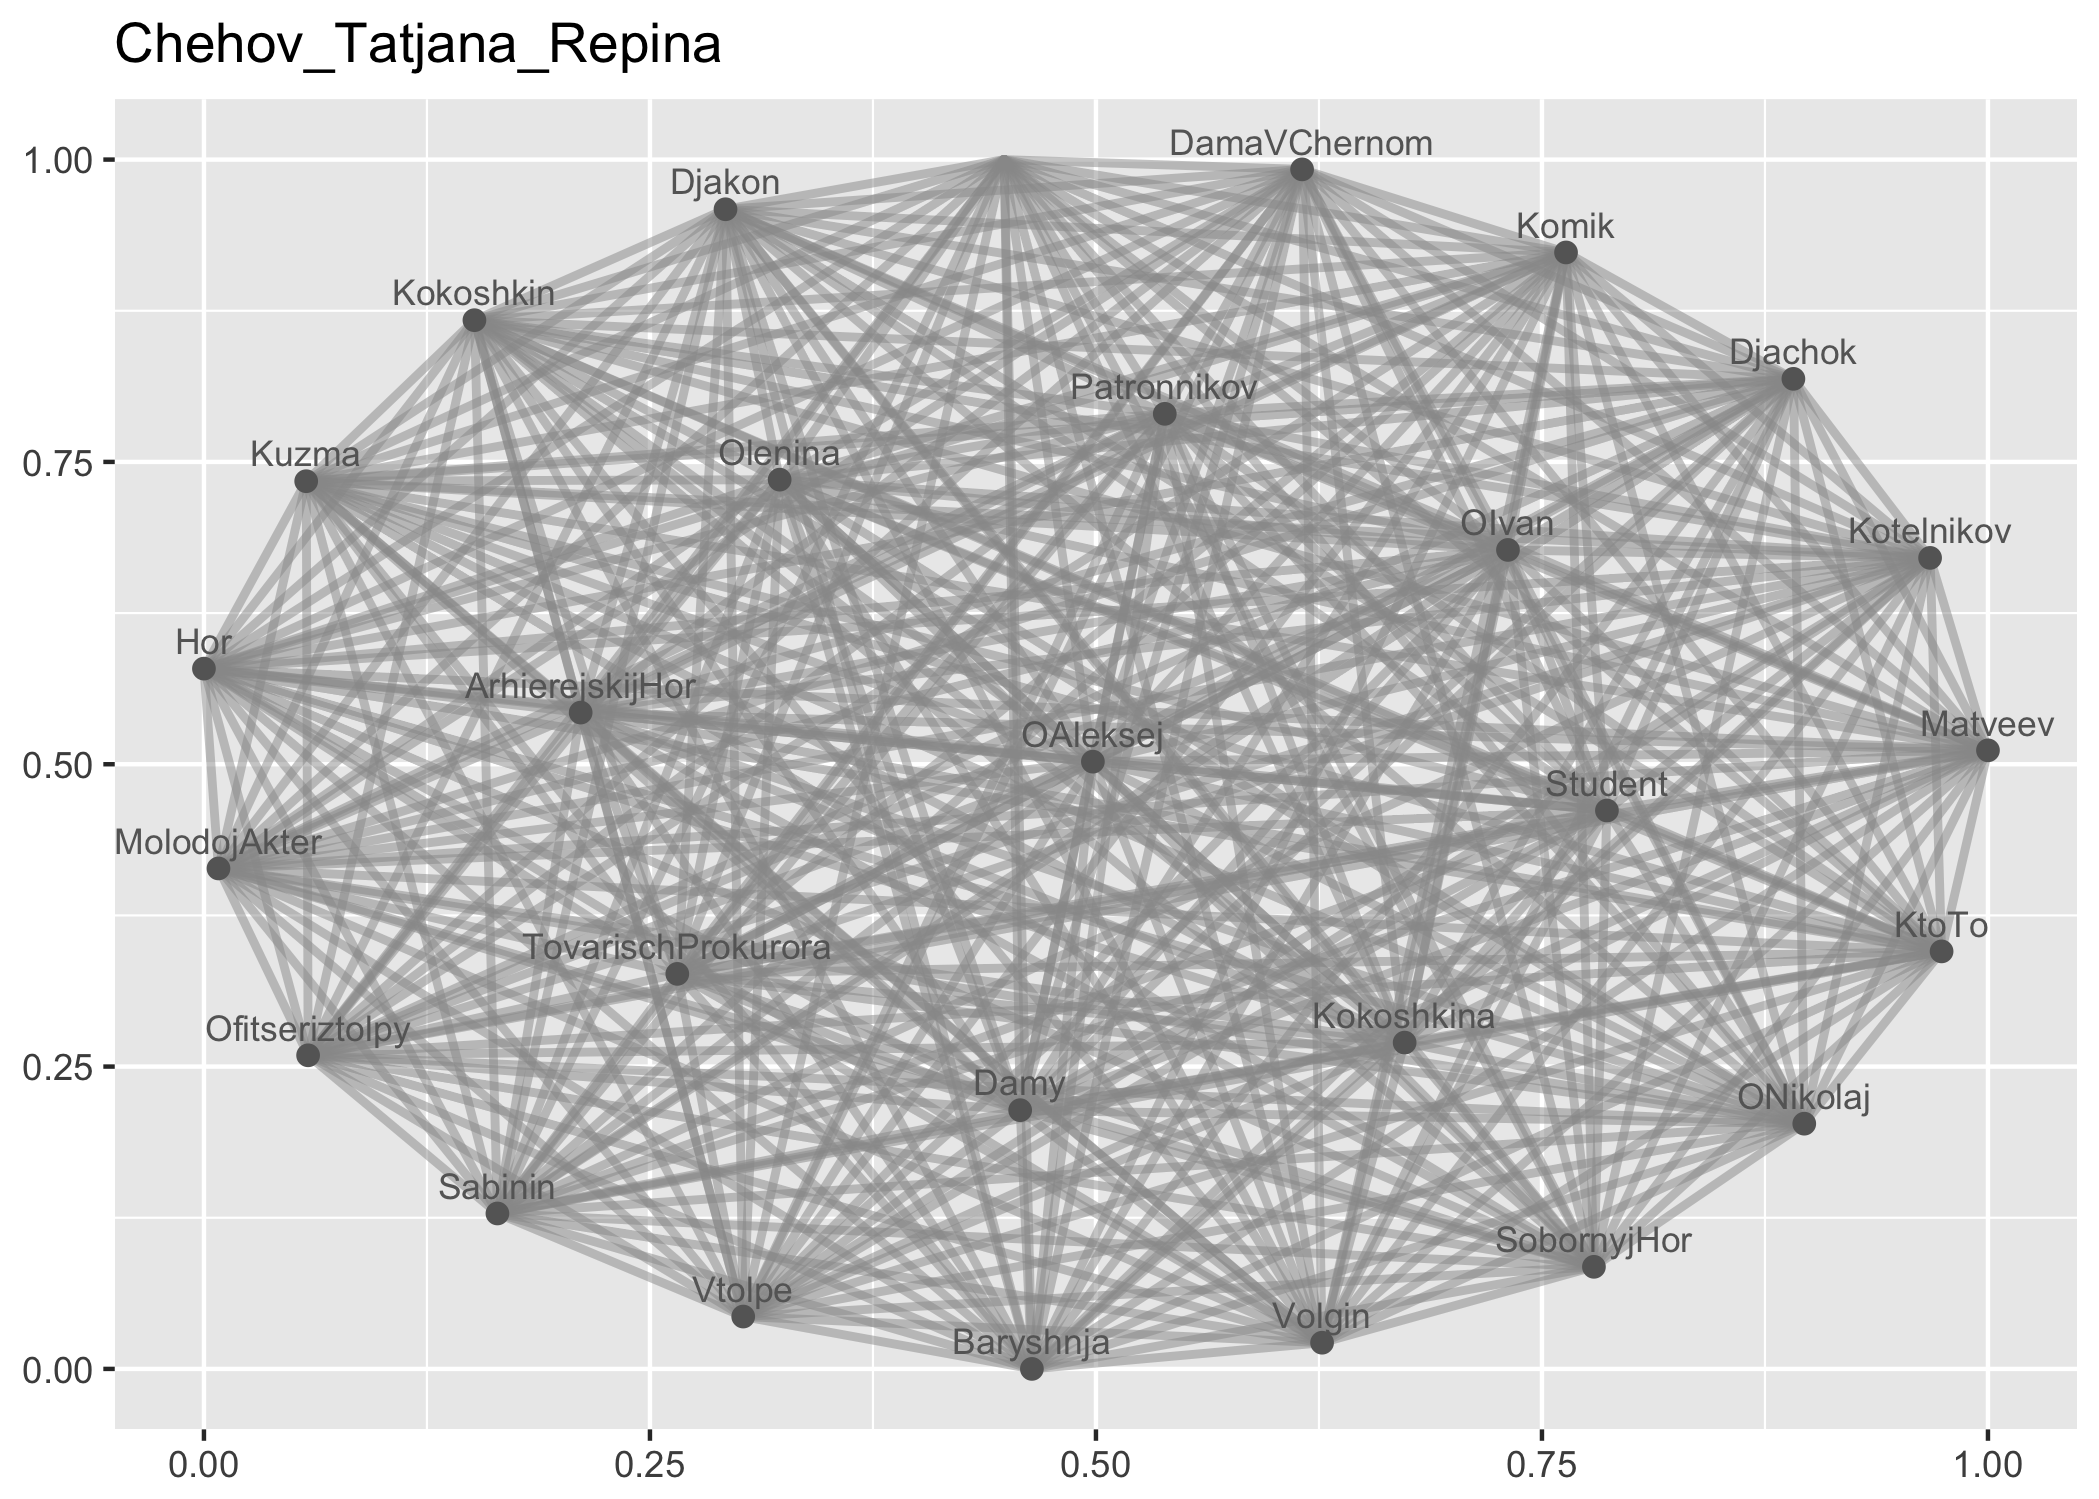 Chehov_Tatjana_Repina
1.00
0.75
0.50
0.25
0.00
DamaVChernom
Djakon
Komik
Kokoshkin
Djachok
Patronnikov
Kuzma
Olenina
OIvan
Kotelnikov
Hor
ArhierejskijHor
OAleksej
Matveev
Student
MolodojAkter
KtoTo
TovarischProkurora
Kokoshkina
Ofitseriztolpy
Damy
ONikolaj
Sabinin
SobornyjHor
Vtolpe
Volgin
Baryshnja
0.00
0.25
0.50
0.75
1.00